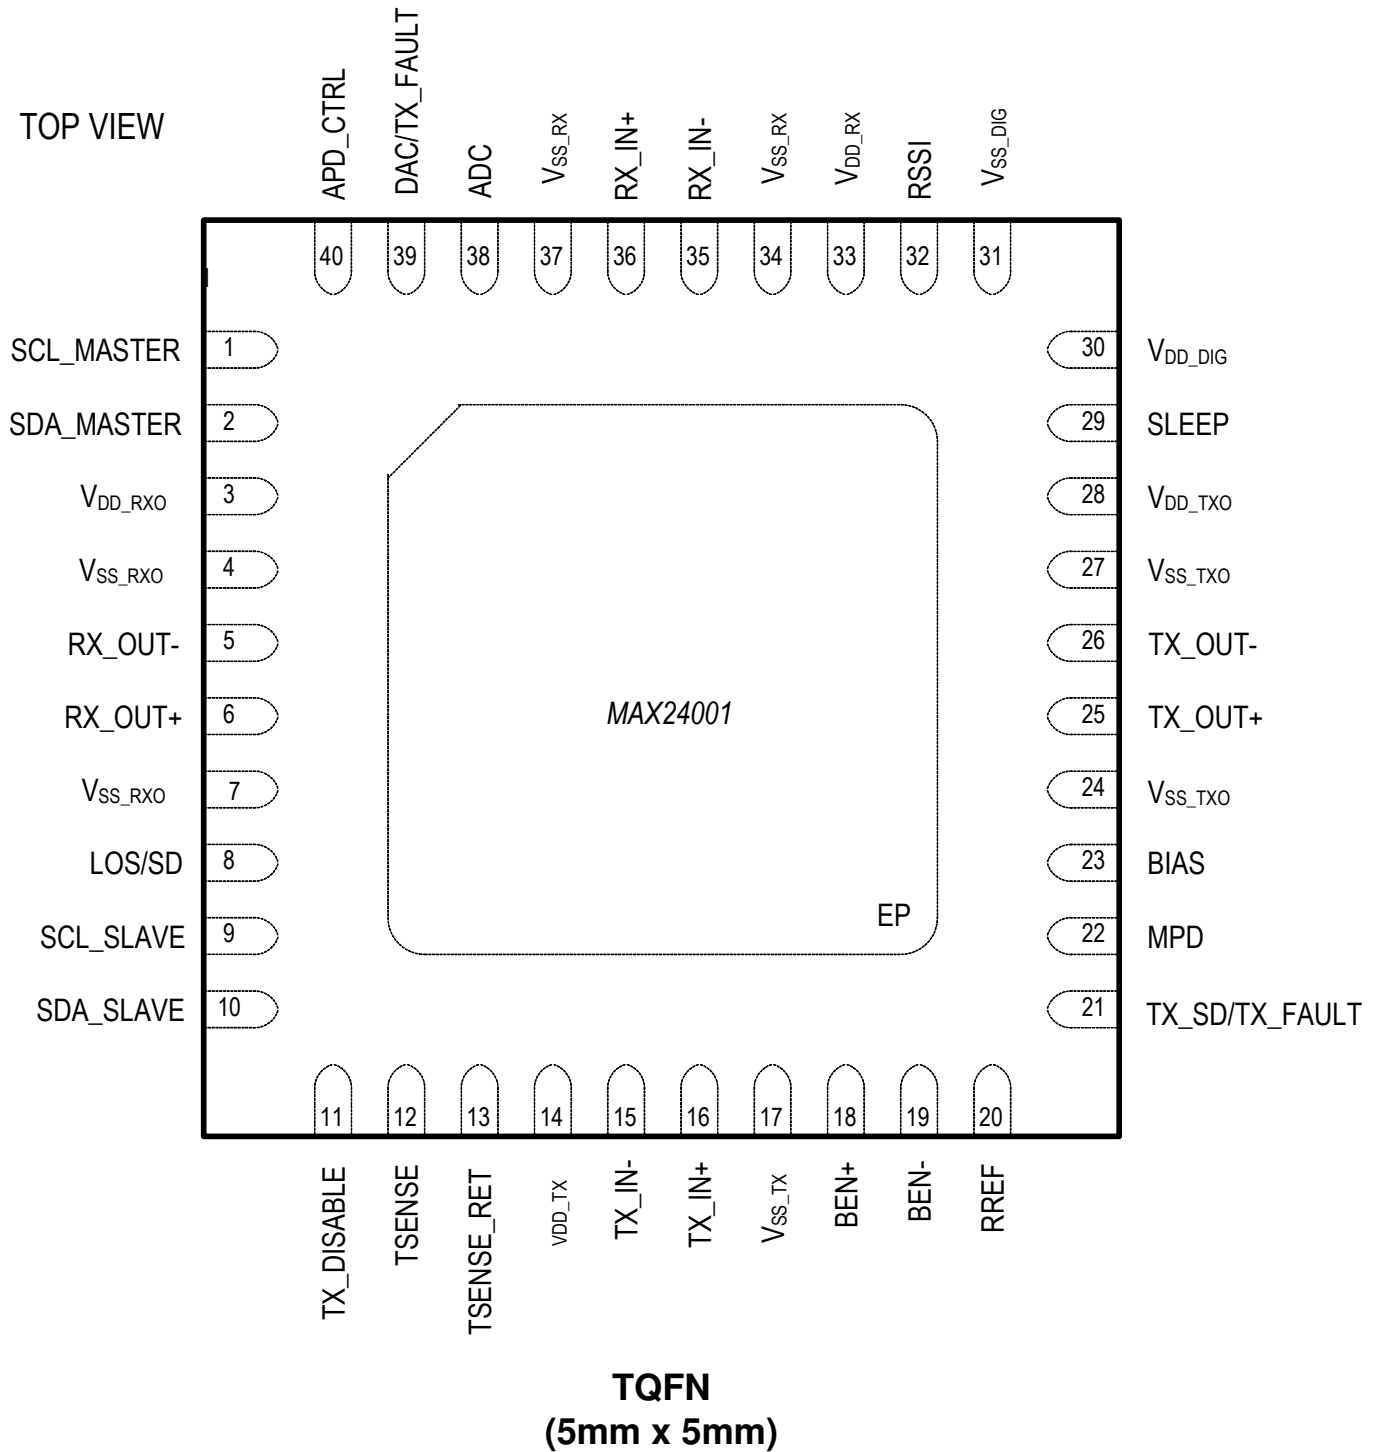 TOP VIEW
APD_CTRL
DAC/TX_FAULT
ADC
VSS_RX
RX_IN+
RX_IN-
VSS_RX
VDD_RX
RSSI
VSS_DIG
40 39 38 37 36 35 34 33 32 31
SCL_MASTER 1
SDA_MASTER 2
VDD_RXO 3
VSS_RXO 4
RX_OUT- 5
RX_OUT+ 6
VSS_RXO 7
LOS/SD 8
SCL_SLAVE 9
SDA_SLAVE 10
MAX24001
EP
30 VDD_DIG
29 SLEEP
28 VDD_TXO
27 VSS_TXO
26 TX_OUT-
25 TX_OUT+
24 VSS_TXO
23 BIAS
22 MPD
21 TX_SD/TX_FAULT
11 12 13 14 15 16 17 18 19 20
TX_DISABLE
TSENSE
TSENSE_RET
VDD_TX
TX_IN-
TX_IN+
VSS_TX
BEN+
BEN-
RREF
TQFN
(5mm x 5mm)